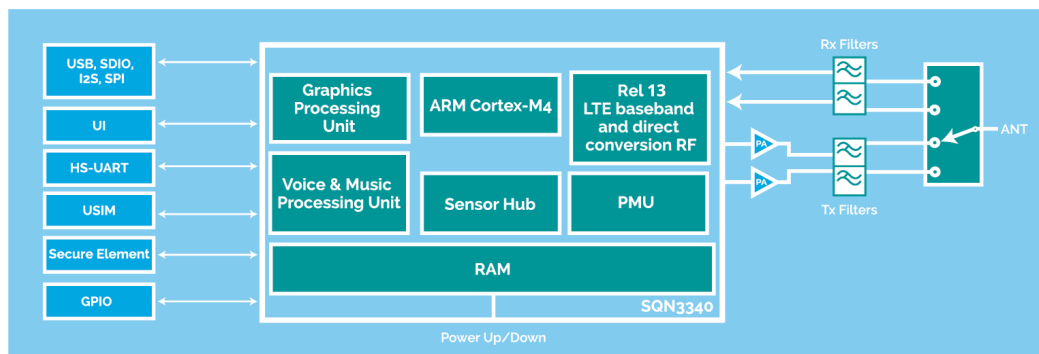 USB, SDIO,
I2S, SPI
UI
HS-UART
USIM
Secure Element
GPIO
Graphics
Processing
Unit
ARM Cortex-M4
Rel 13
LTE baseband
and direct
conversion RF
Voice & Music
Processing Unit
Sensor Hub
PMU
RAM
SQN3340
Power Up/Down
Rx Filters
PA
PA
Tx Filters
ANT